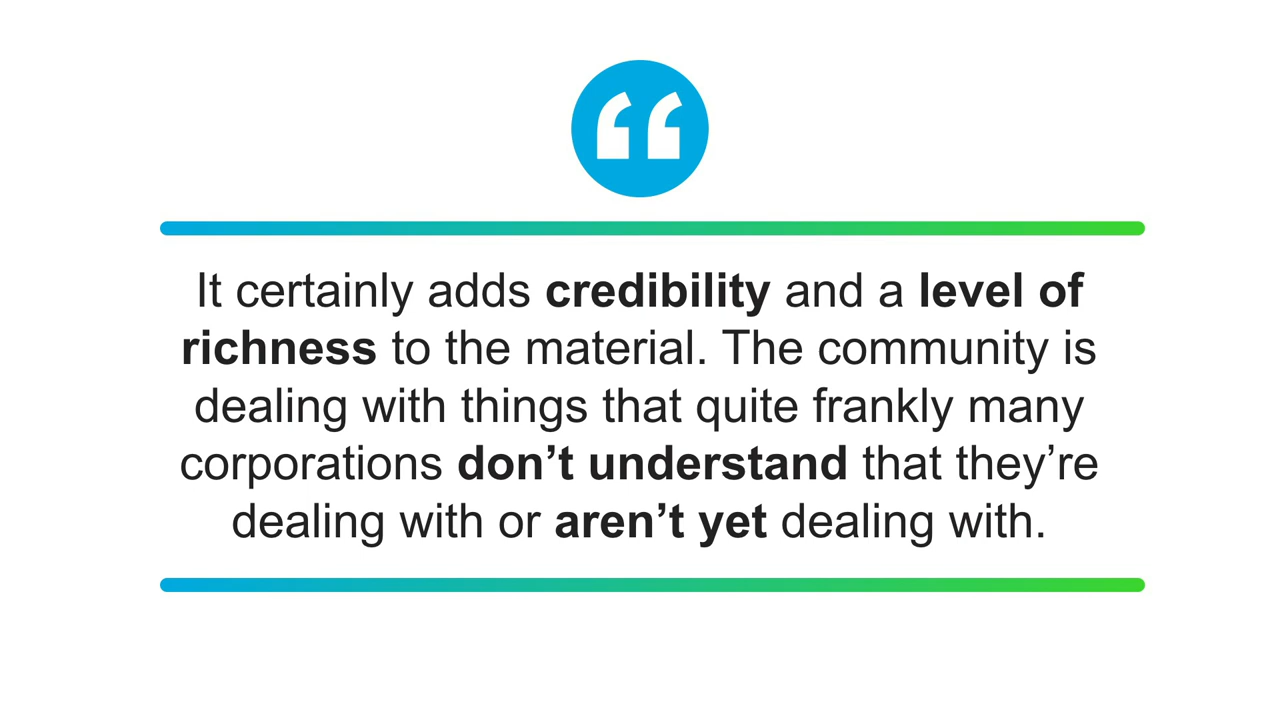 “
It certainly adds credibility and a level of
richness to the material. The community is
dealing with things that quite frankly many
corporations don’t understand that they’re
dealing with or aren’t yet dealing with.